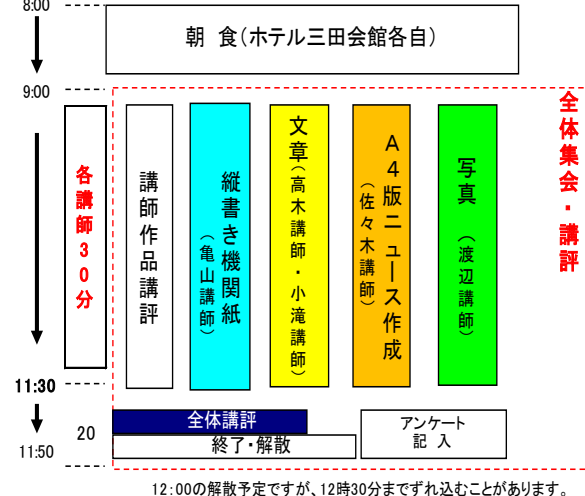 8:00
朝 食(ホテル三田会館各自)
9:00
全体集会・講評
各講師30分
講師作品講評
縦書き機関紙
(亀山講師)
文章(高木講師・小滝講師)
A4版ニュース作成
(佐々木講師)
写真 (渡辺講師)
11:30
20
全体講評
終了・解散
アンケート
記 入
11:50
12:00の解散予定ですが、12時30分までずれ込むことがあります。